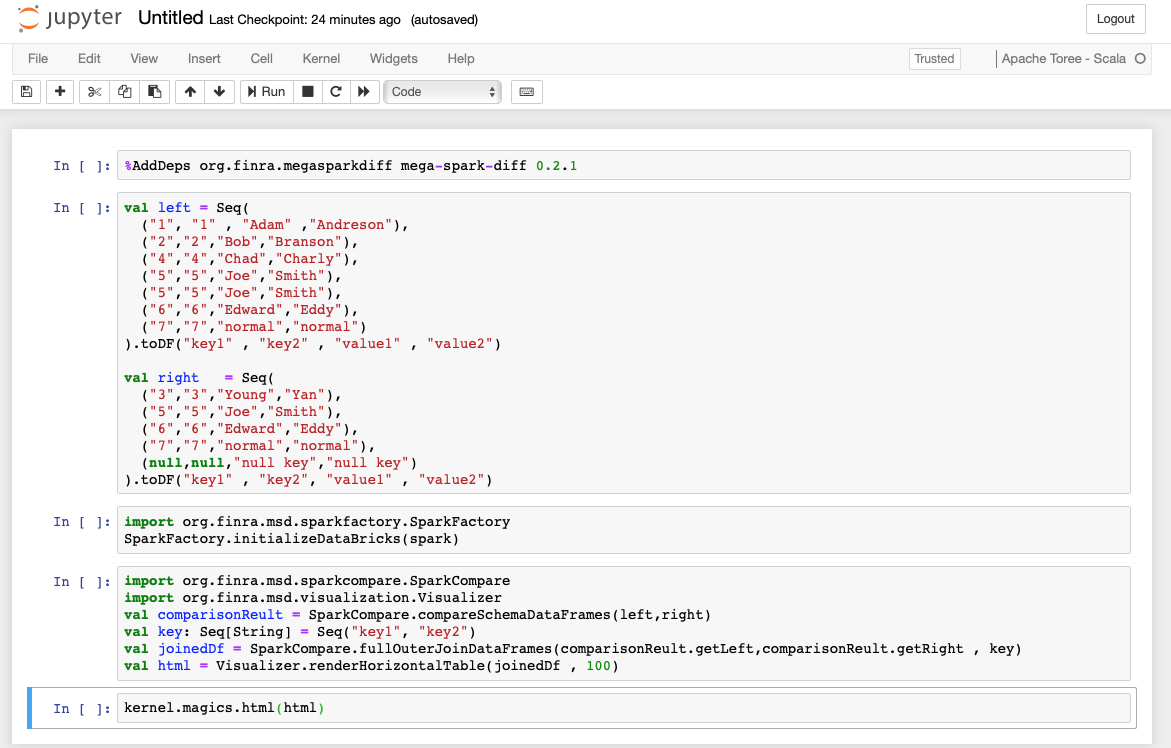 jupyter Untitled Last Checkpoint: 24 minutes ago (autosaved) Logout
File Edit View Insert Cell Kernel Widgets Help Trusted Apache Toree - Scala
Run Code
In [ ]: %AddDeps org.finra.megasparkdiff mega-spark-diff 0.2.1
In [ ]: val left = Seq(
("1", "1" , "Adam" ,"Andreson"),
("2","2","Bob","Branson"),
("4","4","Chad","Charly"),
("5","5","Joe","Smith"),
("5","5","Joe","Smith"),
("6","6","Edward","Eddy"),
("7","7","normal","normal")
).toDF("key1" , "key2" , "value1" , "value2")
val right   = Seq(
("3","3","Young","Yan"),
("5","5","Joe","Smith"),
("6","6","Edward","Eddy"),
("7","7","normal","normal"),
(null,null,"null key","null key")
).toDF("key1" , "key2", "value1" , "value2")
In [ ]: import org.finra.msd.sparkfactory.SparkFactory
SparkFactory.initializeDataBricks(spark)
In [ ]: import org.finra.msd.sparkcompare.SparkCompare
import org.finra.msd.visualization.Visualizer
val comparisonReult = SparkCompare.compareSchemaDataFrames(left,right)
val key: Seq[String] = Seq("key1", "key2")
val joinedDf = SparkCompare.fullOuterJoinDataFrames(comparisonReult.getLeft,comparisonReult.getRight , key)
val html = Visualizer.renderHorizontalTable(joinedDf , 100)
In [ ]: kernel.magics.html(html)